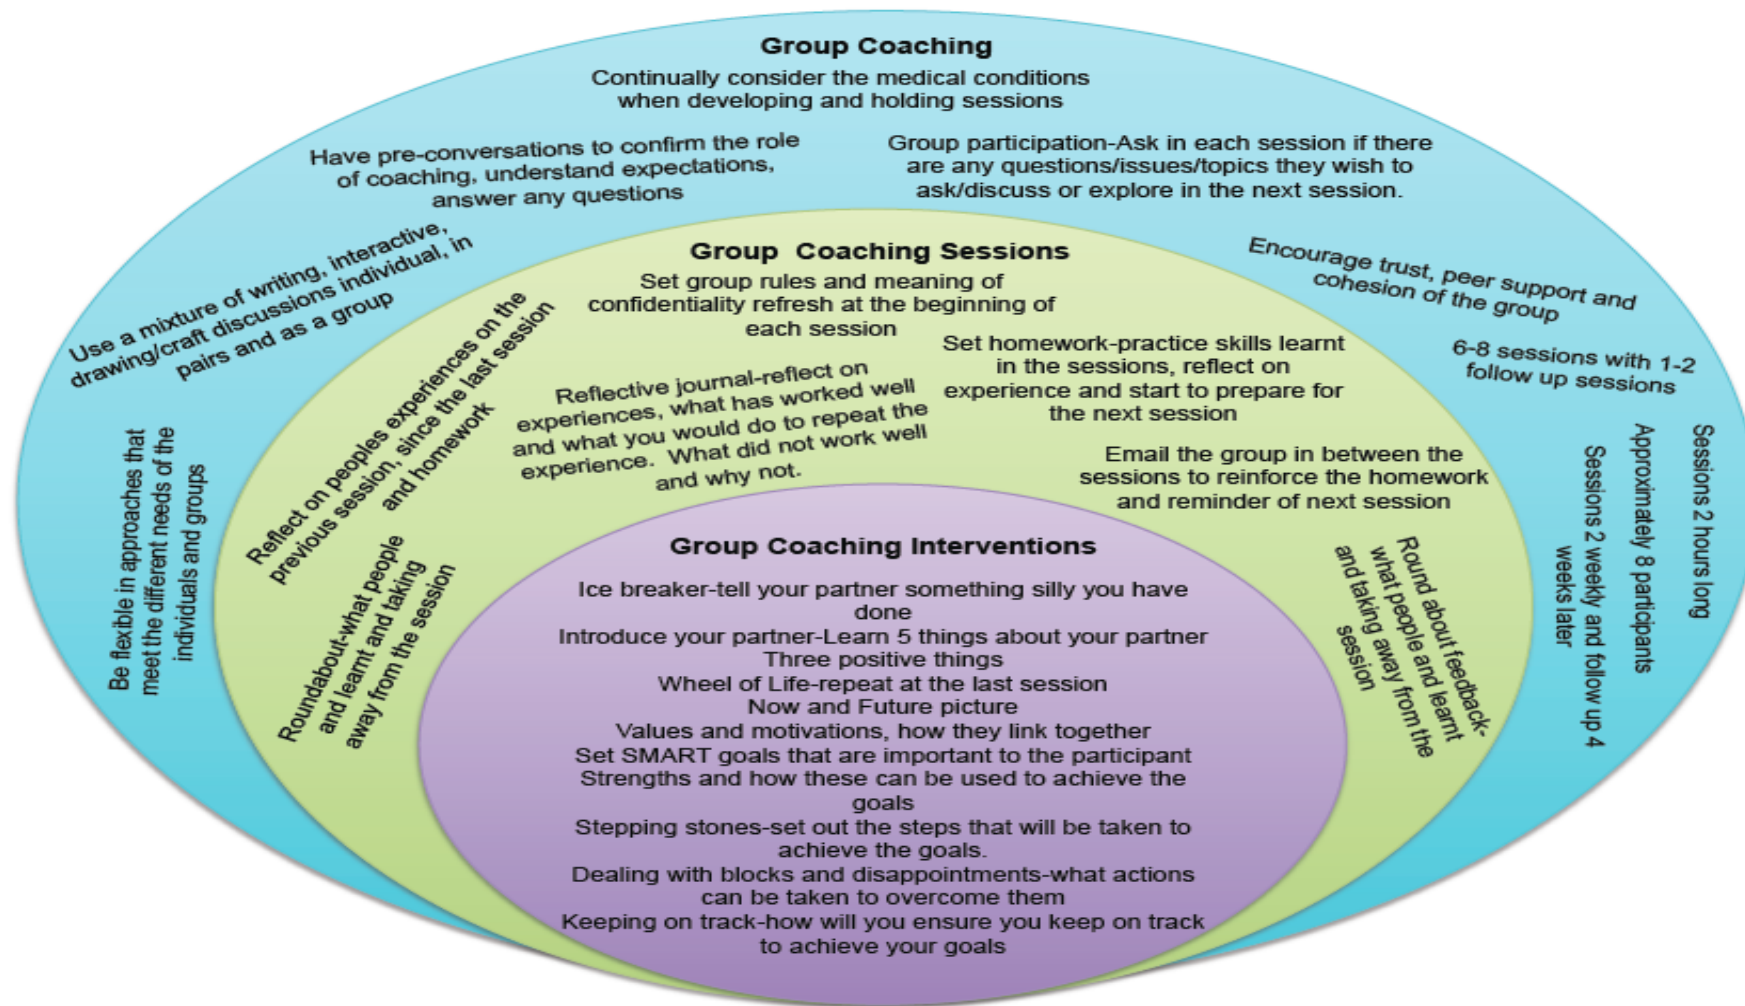 Group Coaching
Continually consider the medical conditions
when developing and holding sessions
Have pre-conversations to confirm the role
of coaching, understand expectations,
answer any questions
Group participation-Ask in each session if there
are any questions/issues/topics they wish to
ask/discuss or explore in the next session.
Use a mixture of writing, interactive,
drawing/craft discussions individual, in
pairs and as a group
Encourage trust, peer support and
cohesion of the group
6-8 sessions with 1-2
follow up sessions
Be flexible in approaches that
meet the different needs of the
individuals and groups
Sessions 2 hours long
Approximately 8 participants
Sessions 2 weekly and follow up 4
weeks later
Group Coaching Sessions
Set group rules and meaning of
confidentiality refresh at the beginning of
each session
Reflect on peoples experiences on the
previous session, since the last session
and homework
Reflective journal-reflect on
experiences, what has worked well
and what you would do to repeat the
experience. What did not work well
and why not.
Set homework-practice skills learnt
in the sessions, reflect on
experience and start to prepare for
the next session
Email the group in between the
sessions to reinforce the homework
and reminder of next session
Roundabout-what people
and learnt and taking
away from the session
Round about feedback-
what people and learnt
and taking away from the
session
Group Coaching Interventions
Ice breaker-tell your partner something silly you have
done
Introduce your partner-Learn 5 things about your partner
Three positive things
Wheel of Life-repeat at the last session
Now and Future picture
Values and motivations, how they link together
Set SMART goals that are important to the participant
Strengths and how these can be used to achieve the
goals
Stepping stones-set out the steps that will be taken to
achieve the goals.
Dealing with blocks and disappointments-what actions
can be taken to overcome them
Keeping on track-how will you ensure you keep on track
to achieve your goals